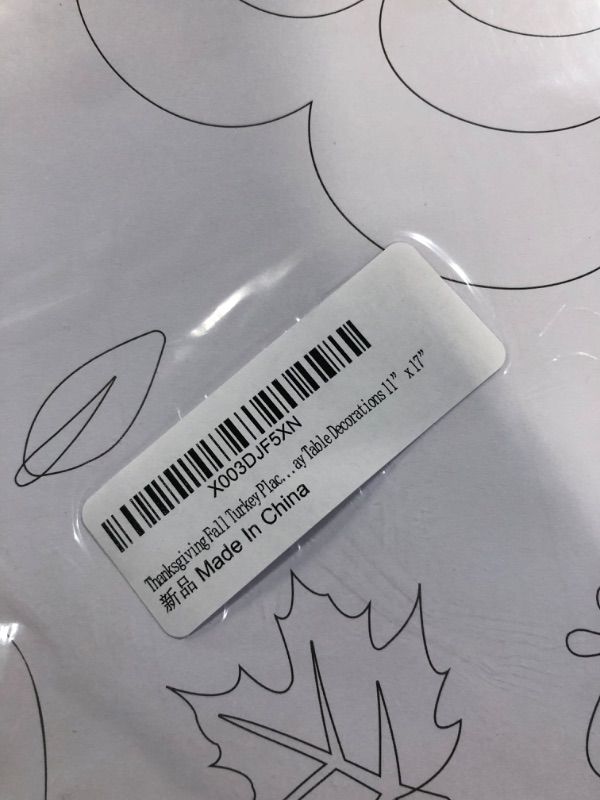 X003DJF5XN
Thanksgiving Fall Turkey Plac...ay Table Decorations 11” x 17”
新品 Made In China